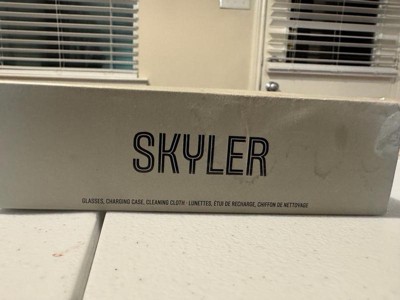 SKYLER
GLASSES, CHARGING CASE, CLEANING CLOTH · LUNETTES, ÉTUI DE RECHARGE, CHIFFON DE NETTOYAGE